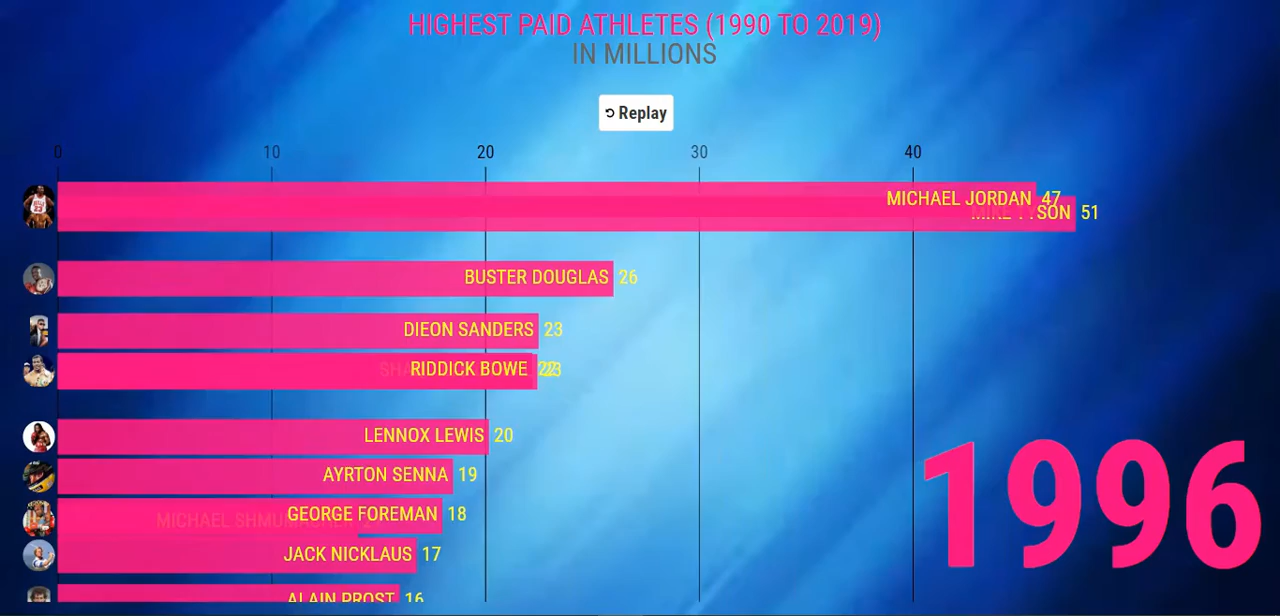 HIGHEST PAID ATHLETES (1990 TO 2019)
IN MILLIONS
Replay
0 10 20 30 40
MICHAEL JORDAN 47
SON 51
BUSTER DOUGLAS 26
DIEON SANDERS 23
RIDDICK BOWE
LENNOX LEWIS 20
AYRTON SENNA 19
GEORGE FOREMAN 18
MICHAEL
JACK NICKLAUS 17
ALAIN PROST 16
1996